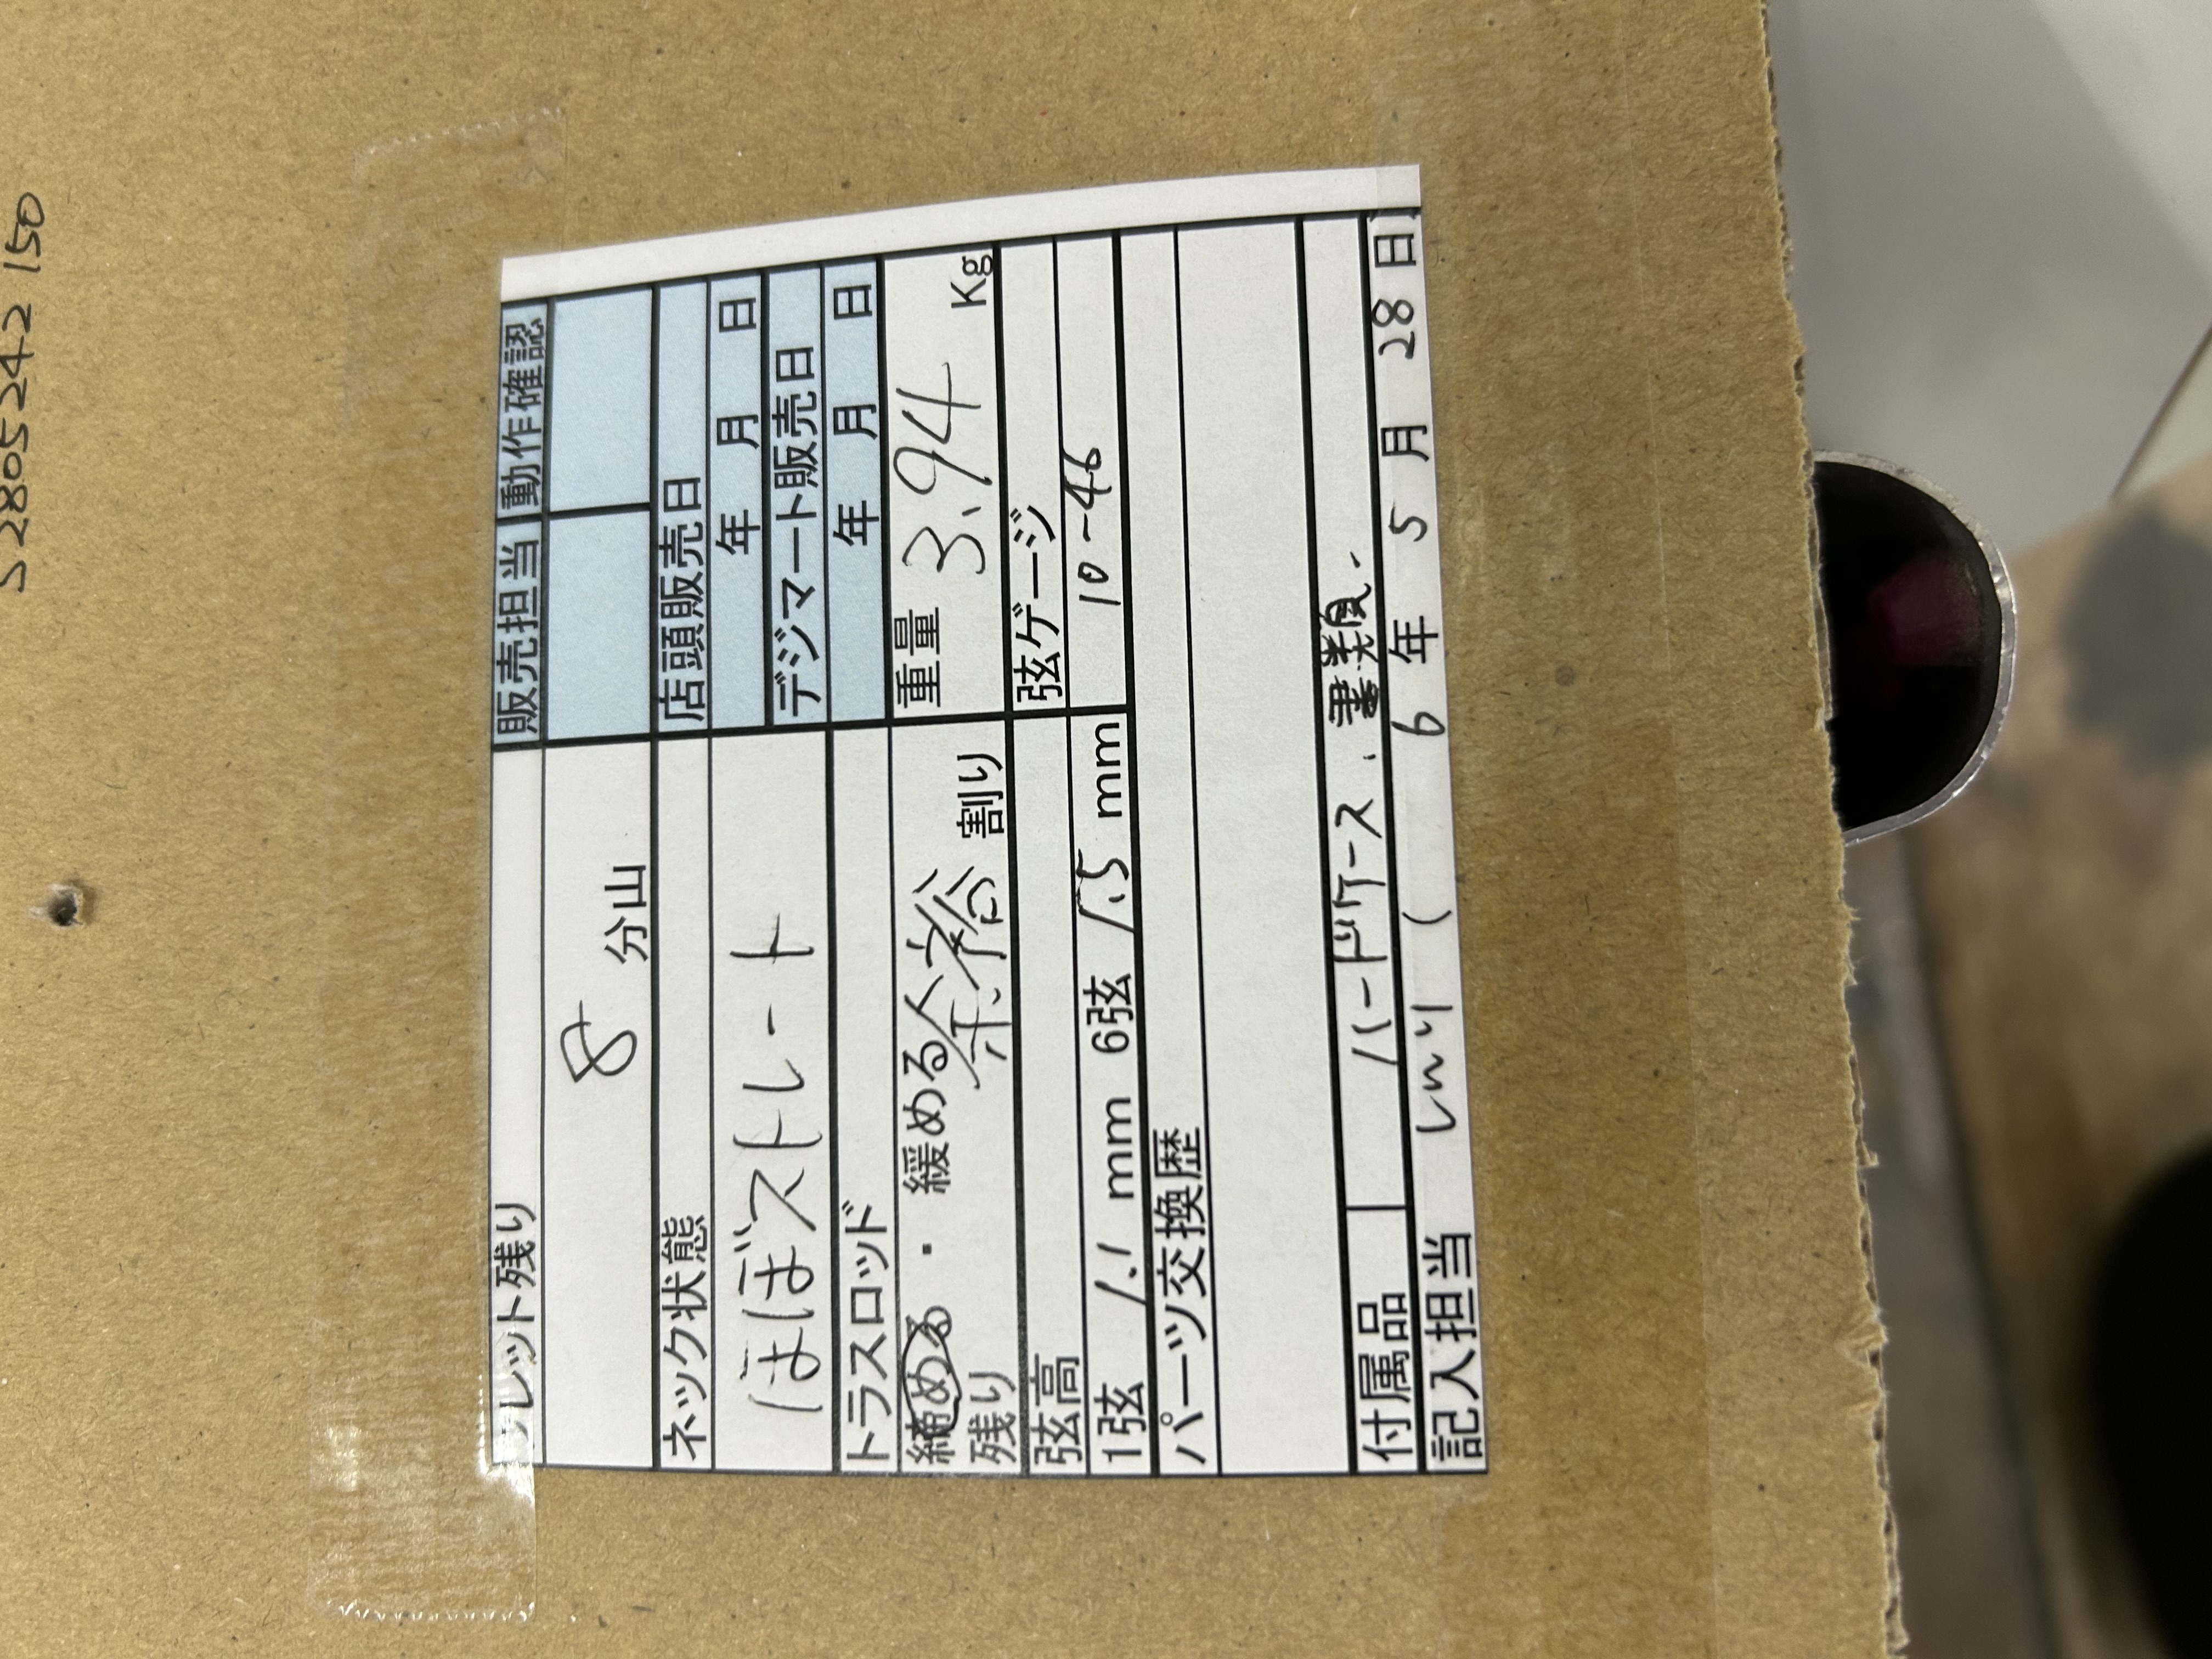 5280524２ 150
フレット残り 販売担当 動作確認
8 分山
ネック状態 店頭販売日
ほぼストレート 年 月 日
デジマート販売日
トラスロッド 年 月 日
締める ・ 緩める 余裕 重量 3.94 Kg
残り 割り
弦高 弦ゲージ
1弦 1.1 mm 6弦 1.5 mm 10-46
パーツ交換歴
付属品 ハードケース、書類.
記入担当 6 年 5 月 28 日